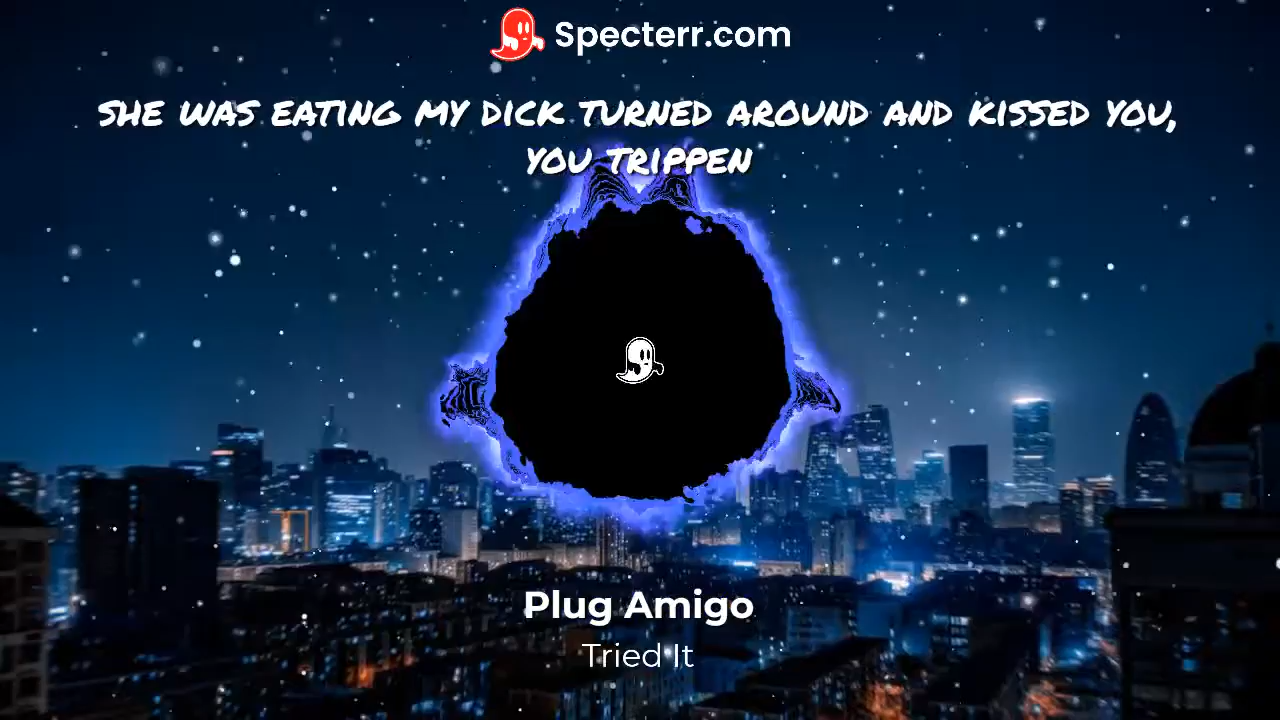 Specterr.com
SHE WAS EATING MY DICK TURNED AROUND AND KISSED YOU,
YOU TRIPPEN
Plug Amigo
Tried It